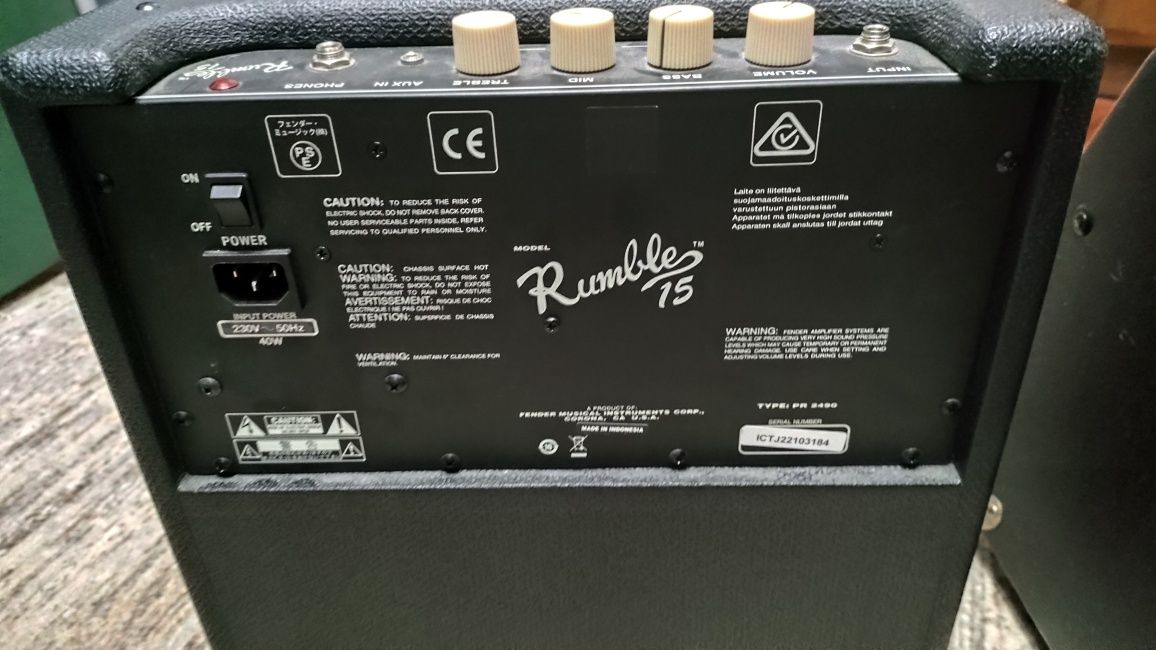 Rumble
15
PHONES
AUX IN
TREBLE
MID
BASS
VOLUME
INPUT
フェンダー・
ミュージック(株)
PS
E
CE
ON
OFF
POWER
INPUT POWER
230V ~ 50Hz
40W
CAUTION: TO REDUCE THE RISK OF
ELECTRIC SHOCK, DO NOT REMOVE BACK COVER.
NO USER SERVICEABLE PARTS INSIDE, REFER
SERVICING TO QUALIFIED PERSONNEL ONLY.
CAUTION: CHASSIS SURFACE HOT
WARNING: TO REDUCE THE RISK OF
FIRE OR ELECTRIC SHOCK, DO NOT EXPOSE
THIS EQUIPMENT TO RAIN OR MOISTURE
AVERTISSEMENT: RISQUE DE CHOC
ELECTRIQUE ! NE PAS OUVRIR !
ATTENTION: SUPERFICIE DE CHASSIS
CHAUDE
WARNING: MAINTAIN 6" CLEARANCE FOR
VENTILATION.
CAUTION:
MODEL
Rumble™
15
Laite on liitettävä
suojamaadoituskoskettimilla
varustettuun pistorasiaan
Apparatet må tilkoples jordet stikkontakt
Apparaten skall anslutas till jordat uttag
WARNING: FENDER AMPLIFIER SYSTEMS ARE
CAPABLE OF PRODUCING VERY HIGH SOUND PRESSURE
LEVELS WHICH MAY CAUSE TEMPORARY OR PERMANENT
HEARING DAMAGE. USE CARE WHEN SETTING AND
ADJUSTING VOLUME LEVELS DURING USE.
A PRODUCT OF:
FENDER MUSICAL INSTRUMENTS CORP.,
CORONA, CA U.S.A.
MADE IN INDONESIA
TYPE: PR 2490
SERIAL NUMBER
ICTJ22103184